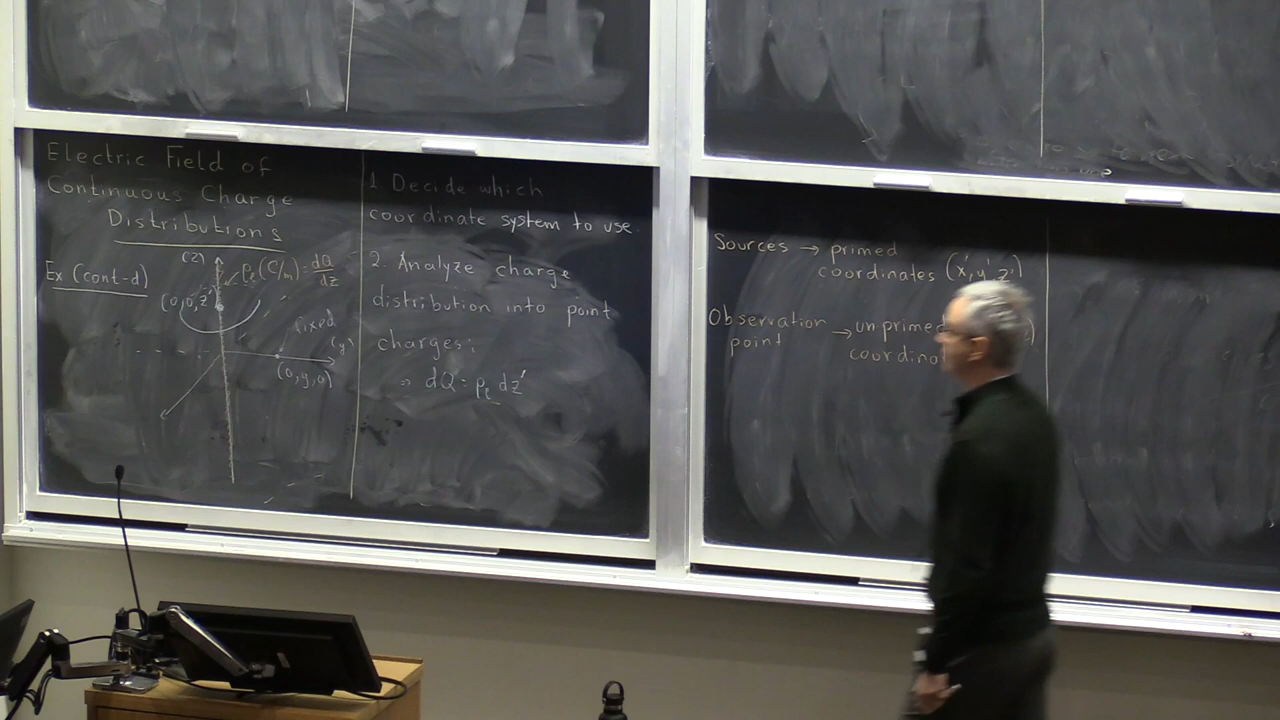 Electric Field of
Continuous Charge
Distributions
Ex (cont-d)
(z)
ρℓ (C/m) = dQ
dz
(0,0,z')
fixed
(y)
(0,y,0)
1. Decide which
coordinate system to use.
2. Analyze charge
distribution into point
charges:
⇒ dQ = ρℓ dz'
Sources → primed
coordinates (x',y',z')
Observation → unprimed
point